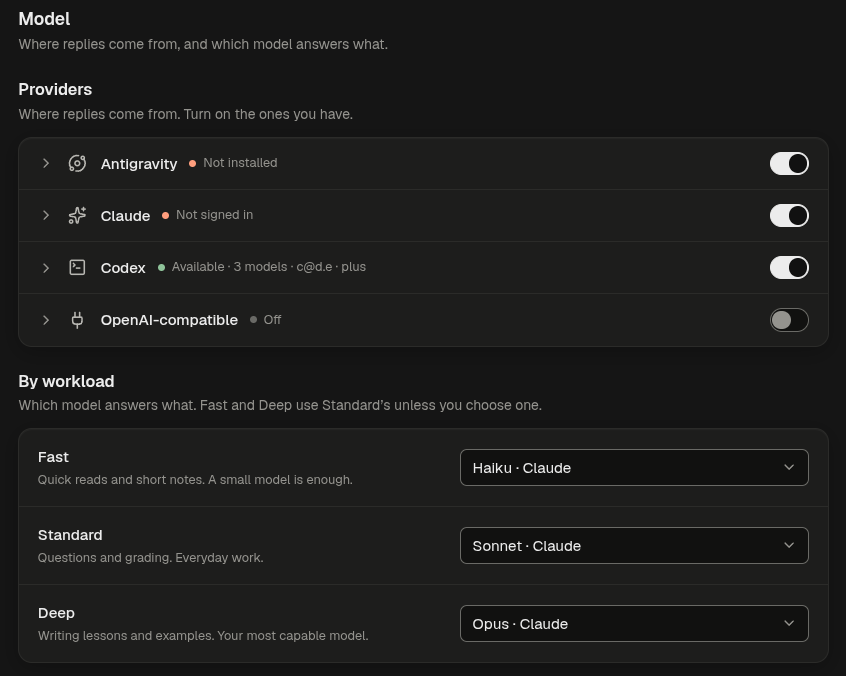 Model
Where replies come from, and which model answers what.
Providers
Where replies come from. Turn on the ones you have.
Antigravity Not installed
Claude Not signed in
Codex Available · 3 models · c@d.e · plus
OpenAI-compatible Off
By workload
Which model answers what. Fast and Deep use Standard’s unless you choose one.
Fast
Quick reads and short notes. A small model is enough.
Haiku · Claude
Standard
Questions and grading. Everyday work.
Sonnet · Claude
Deep
Writing lessons and examples. Your most capable model.
Opus · Claude